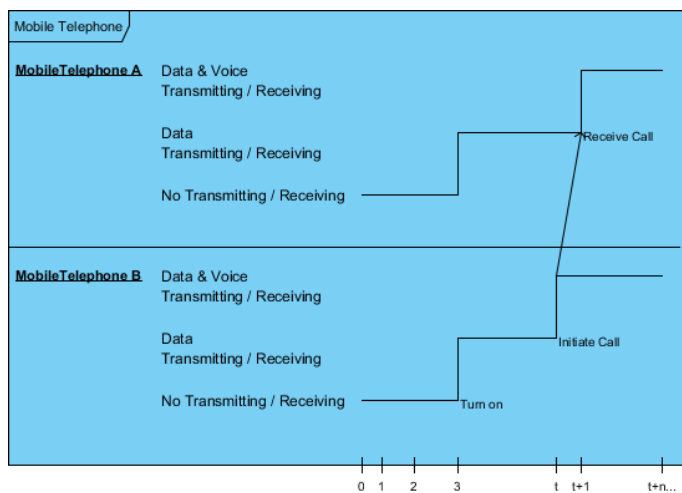 Mobile Telephone
MobileTelephone A
Data & Voice
Transmitting / Receiving
Data
Transmitting / Receiving
Receive Call
No Transmitting / Receiving
MobileTelephone B
Data & Voice
Transmitting / Receiving
Data
Transmitting / Receiving
Initiate Call
No Transmitting / Receiving
Turn on
0 1 2 3 t t+1 t+n...